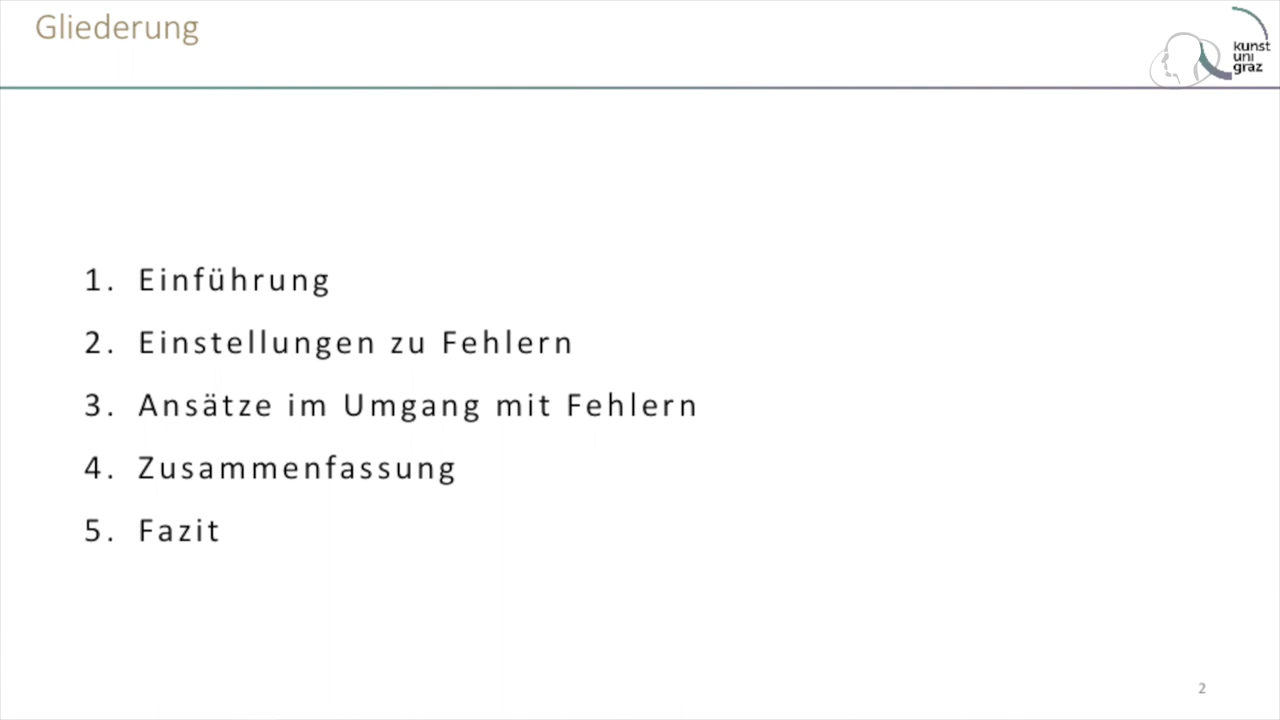 Gliederung
kunst
uni
graz
1. Einführung
2. Einstellungen zu Fehlern
3. Ansätze im Umgang mit Fehlern
4. Zusammenfassung
5. Fazit
2